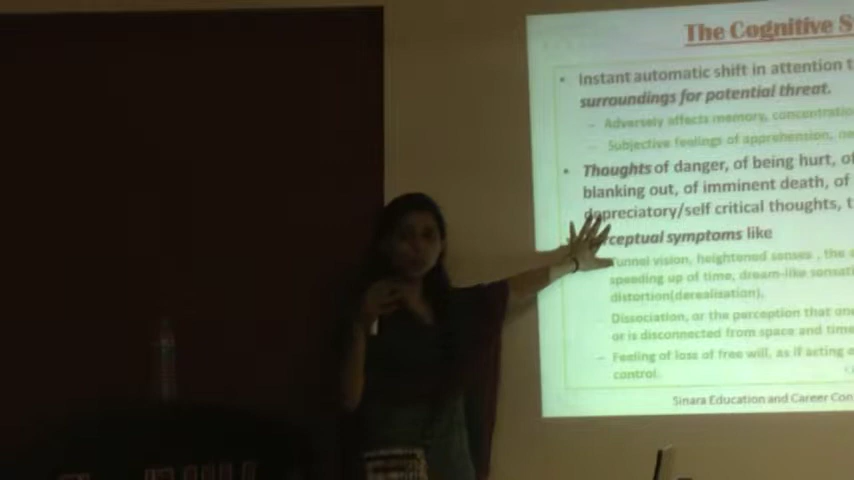 The Cognitive S
• Instant automatic shift in attention t
surroundings for potential threat.
– Adversely affects memory, concentratio
– Subjective feelings of apprehension, ne
• Thoughts of danger, of being hurt, of
blanking out, of imminent death, of
depreciatory/self critical thoughts, t
rceptual symptoms like
Tunnel vision, heightened senses , the
speeding up of time, dream-like sensati
distortion(derealisation),
Dissociation, or the perception that one
or is disconnected from space and time
– Feeling of loss of free will, as if acting
control.
Sinara Education and Career Con